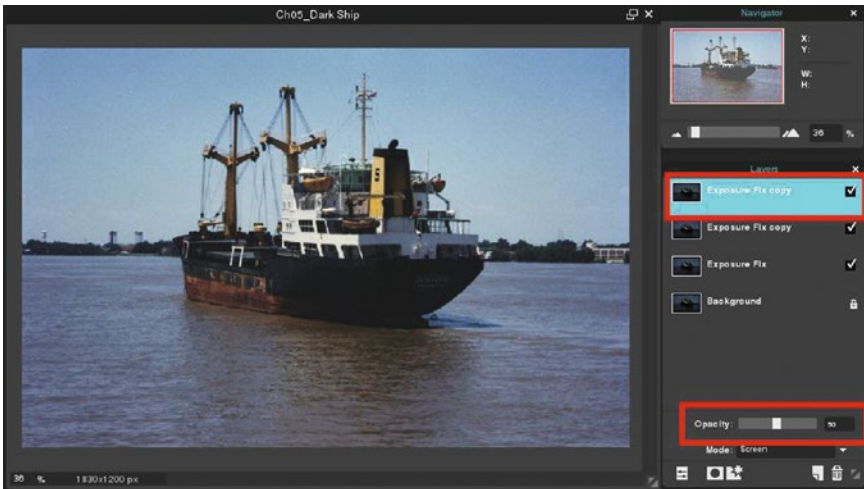 Ch05_Dark Ship
Navigator
X:
Y:
W:
H:
36 %
Layers
Exposure Fix copy
Exposure Fix copy
Exposure Fix
Background
Opacity: 50
Mode: Screen
36 % 1830x1200 px
S